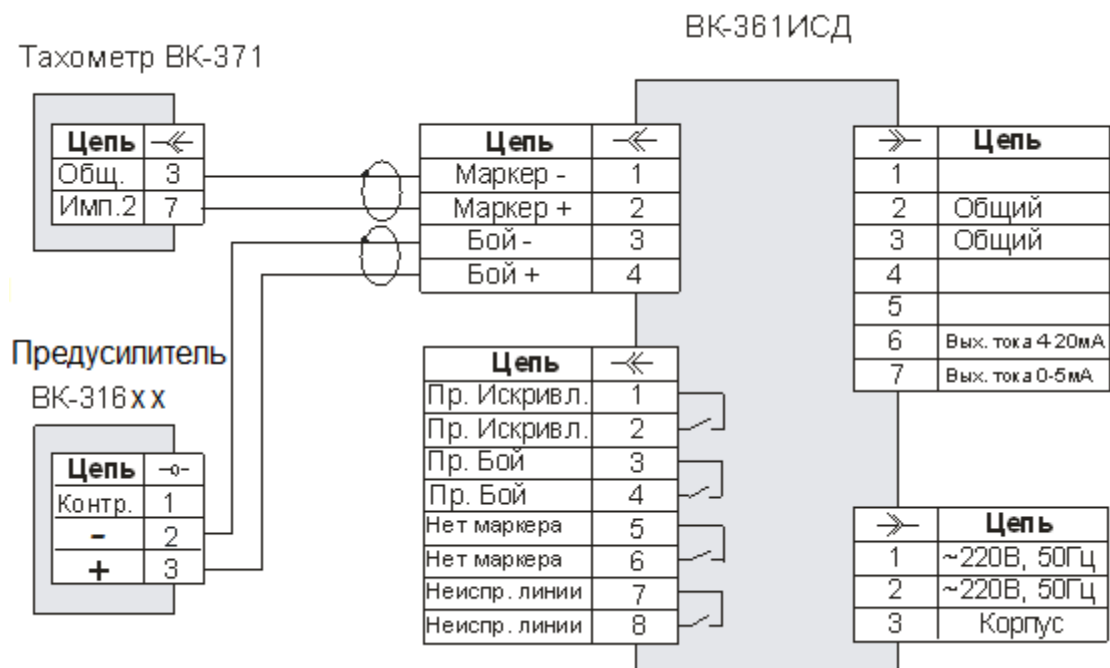 ВК-361ИСД
Тахометр ВК-371
Цепь
Общ. 3
Имп.2 7
Цепь
Маркер - 1
Маркер + 2
Бой - 3
Бой + 4
Цепь
1
2 Общий
3 Общий
4
5
6 Вых. тока 4-20мА
7 Вых. тока 0-5мА
Предусилитель
ВК-316хх
Цепь
Контр. 1
- 2
+ 3
Цепь
Пр. Искривл. 1
Пр. Искривл. 2
Пр. Бой 3
Пр. Бой 4
Нет маркера 5
Нет маркера 6
Неиспр. линии 7
Неиспр. линии 8
Цепь
1 ~220В, 50Гц
2 ~220В, 50Гц
3 Корпус